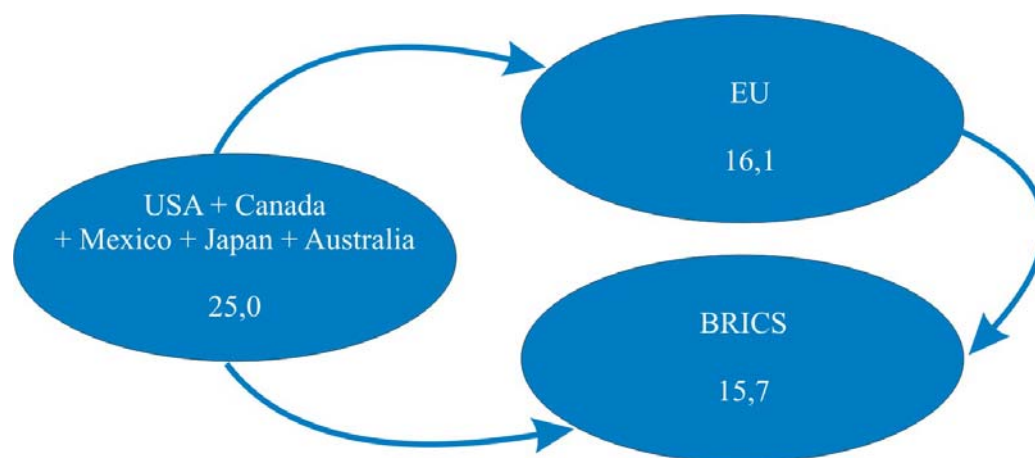 EU
16,1
USA + Canada
+ Mexico + Japan + Australia
25,0
BRICS
15,7